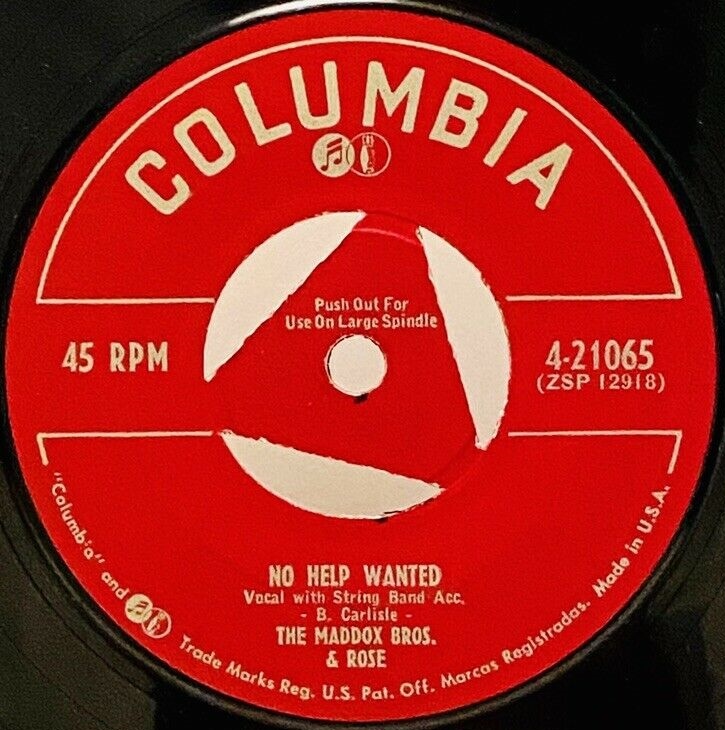 COLUMBIA
Push Out For
Use On Large Spindle
45 RPM
4-21065
(ZSP 12918)
NO HELP WANTED
Vocal with String Band Acc.
- B. Carlisle -
THE MADDOX BROS.
& ROSE
"Columbia" and Trade Marks Reg. U.S. Pat. Off. Marcas Registradas. Made in U.S.A.